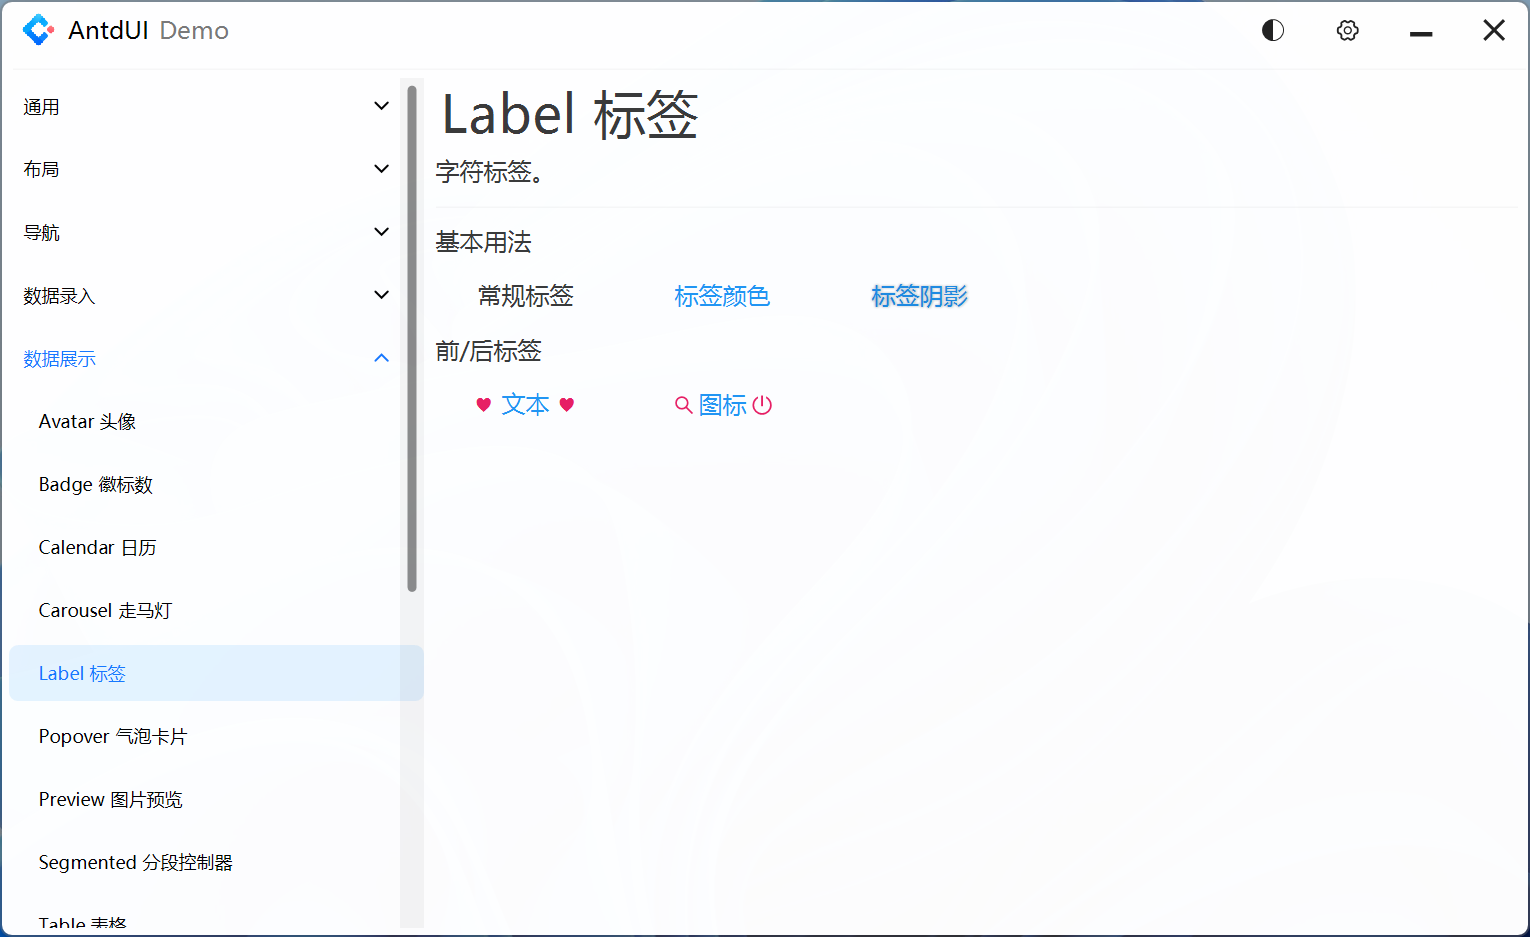 AntdUI Demo
通用
布局
导航
数据录入
数据展示
Avatar 头像
Badge 徽标数
Calendar 日历
Carousel 走马灯
Label 标签
Popover 气泡卡片
Preview 图片预览
Segmented 分段控制器
Table 表格
Label 标签
字符标签。
基本用法
常规标签 标签颜色 标签阴影
前/后标签
♥ 文本 ♥ 图标